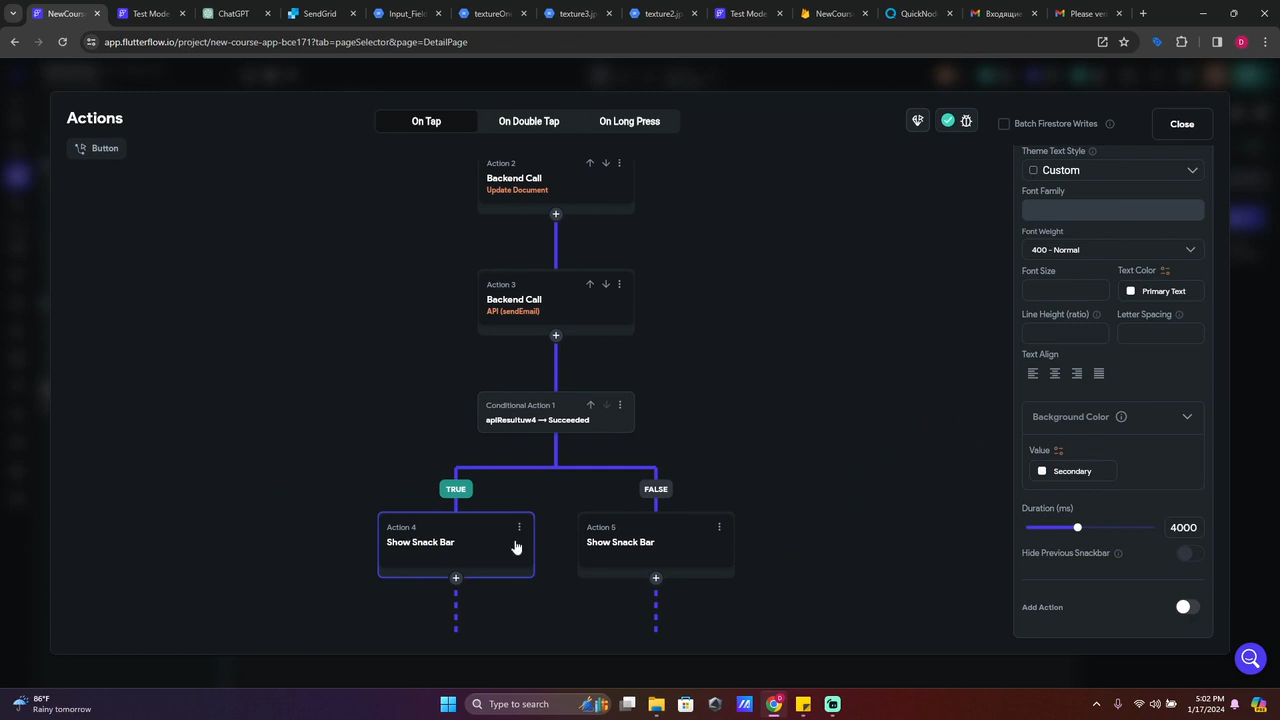 NewCours
Test Mode
ChatGPT
SendGrid
Input_Field
textureOne
texture3.jp
texture2.jp
Test Mode
NewCours
QuickNod
Входящие
Please veri
app.flutterflow.io/project/new-course-app-bce171?tab=pageSelector&page=DetailPage
Actions
On Tap
On Double Tap
On Long Press
Batch Firestore Writes
Close
Button
Action 2
Backend Call
Update Document
Action 3
Backend Call
API (sendEmail)
Conditional Action 1
apiResultuw4 → Succeeded
TRUE
FALSE
Action 4
Show Snack Bar
Action 5
Show Snack Bar
Theme Text Style
Custom
Font Family
Font Weight
400 - Normal
Font Size
Text Color
Primary Text
Line Height (ratio)
Letter Spacing
Text Align
Background Color
Value
Secondary
Duration (ms)
4000
Hide Previous Snackbar
Add Action
86°F
Rainy tomorrow
Type to search
5:02 PM
1/17/2024